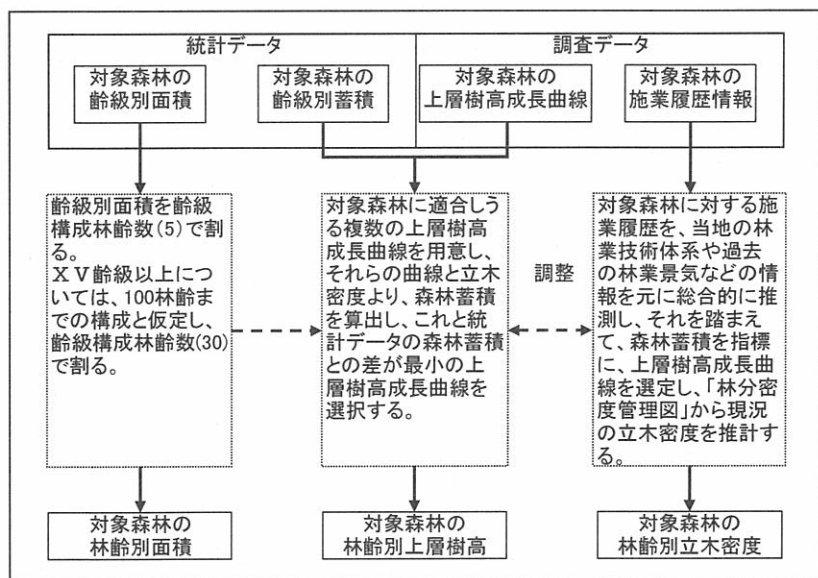 統計データ
調査データ
対象森林の
齢級別面積
対象森林の
齢級別蓄積
対象森林の
上層樹高成長曲線
対象森林の
施業履歴情報
齢級別面積を齢級
構成林齢数(5)で割
る。
XV齢級以上につ
いては、100林齢ま
での構成と仮定し、
齢級構成林齢数(30)
で割る。
対象森林に適合しう
る複数の上層樹高
成長曲線を用意し、
それらの曲線と立木
密度より、森林蓄積
を算出し、これと統
計データの森林蓄積
との差が最小の上
層樹高成長曲線を
選択する。
調整
対象森林に対する施
業履歴を、当地の林
業技術体系や過去
の林業景気などの情
報を元に総合的に推
測し、それを踏まえ
て、森林蓄積を指標
に、上層樹高成長曲
線を選定し、「林分密
度管理図」から現況
の立木密度を推計す
る。
対象森林の
林齢別面積
対象森林の
林齢別上層樹高
対象森林の
林齢別立木密度